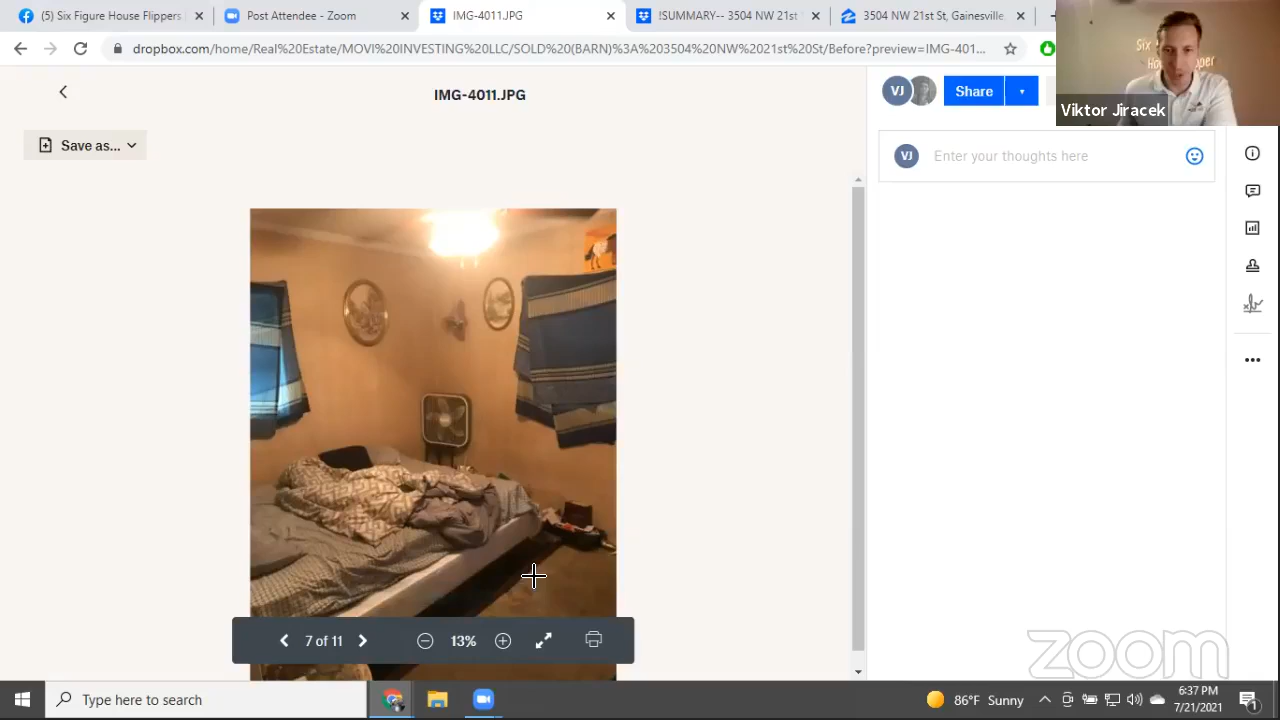 (5) Six Figure House Flipper
Post Attendee - Zoom
IMG-4011.JPG
!SUMMARY-- 3504 NW 21st
3504 NW 21st St, Gainesville
dropbox.com/home/Real%20Estate/MOVI%20INVESTING%20LLC/SOLD%20(BARN)%3A%203504%20NW%2021st%20St/Before?preview=IMG-401...
IMG-4011.JPG
VJ
Share
Viktor Jiracek
Save as...
VJ
Enter your thoughts here
7 of 11
13%
zoom
Type here to search
86°F Sunny
6:37 PM
7/21/2021
1